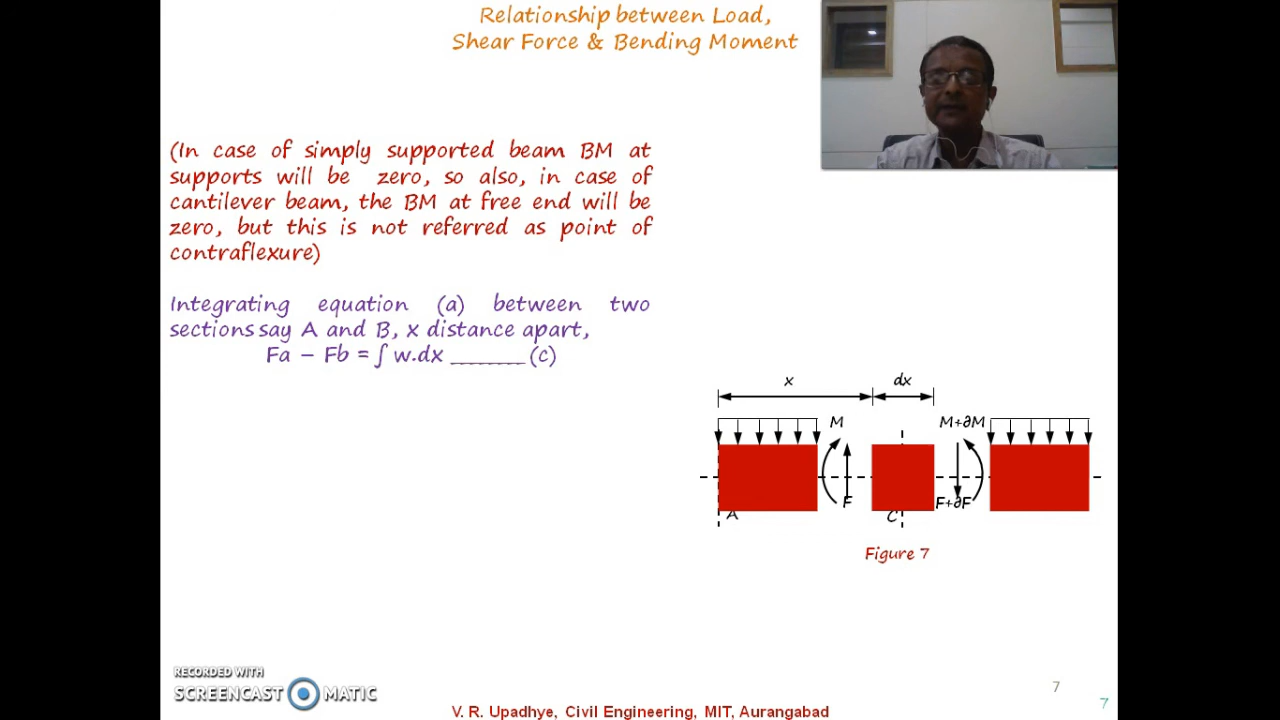 Relationship between Load,
Shear Force & Bending Moment
(In case of simply supported beam BM at
supports will be zero, so also, in case of
cantilever beam, the BM at free end will be
zero, but this is not referred as point of
contraflexure)
Integrating equation (a) between two
sections say A and B, x distance apart,
Fa – Fb = ∫ w.dx ________ (c)
x
dx
M
M+∂M
F
F+∂F
A
C
Figure 7
RECORDED WITH
SCREENCAST MATIC
7
7
V. R. Upadhye, Civil Engineering, MIT, Aurangabad